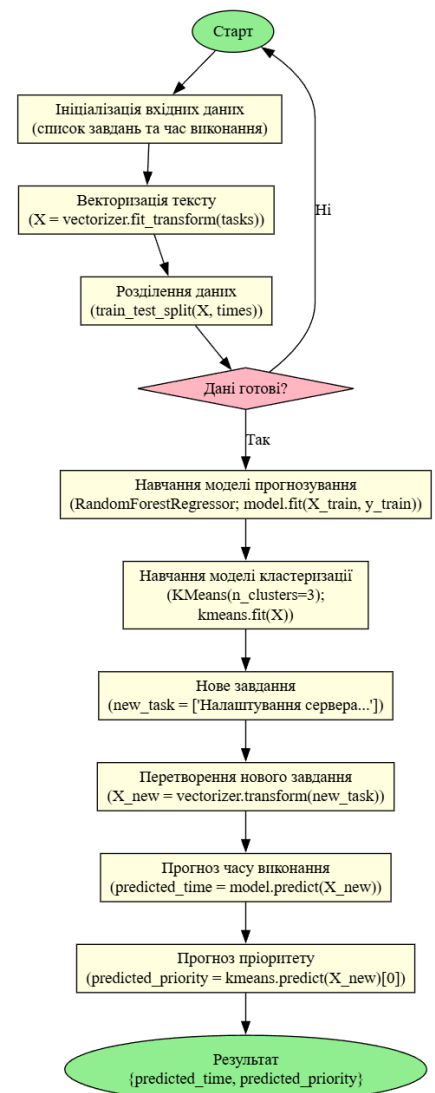 Старт
Ініціалізація вхідних даних
(список завдань та час виконання)
Векторизація тексту
(X = vectorizer.fit_transform(tasks))
Ні
Розділення даних
(train_test_split(X, times))
Дані готові?
Так
Навчання моделі прогнозування
(RandomForestRegressor; model.fit(X_train, y_train))
Навчання моделі кластеризації
(KMeans(n_clusters=3);
kmeans.fit(X))
Нове завдання
(new_task = ['Налаштування сервера...'])
Перетворення нового завдання
(X_new = vectorizer.transform(new_task))
Прогноз часу виконання
(predicted_time = model.predict(X_new))
Прогноз пріоритету
(predicted_priority = kmeans.predict(X_new)[0])
Результат
{predicted_time, predicted_priority}